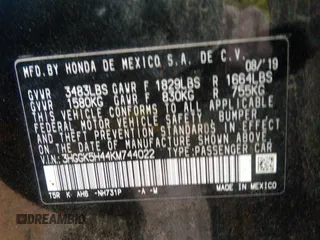 MFD. BY HONDA DE MEXICO S.A. DE C.V. 08/'19
GVWR 3483LBS GAWR F 1829LBS R 1664LBS
GVWR 1580KG GAWR F 830KG R 755KG
THIS VEHICLE CONFORMS TO ALL APPLICABLE
FEDERAL MOTOR VEHICLE SAFETY, BUMPER
AND THEFT PREVENTION STANDARDS IN EFFECT
ON THE DATE OF MANUFACTURE SHOWN ABOVE.
V.I.N: 3HGGK5H44KM744022
TYPE:PASSENGER CAR
T5R K AH6 -NH731P -A -M MADE IN MEXICO
DREAMBID